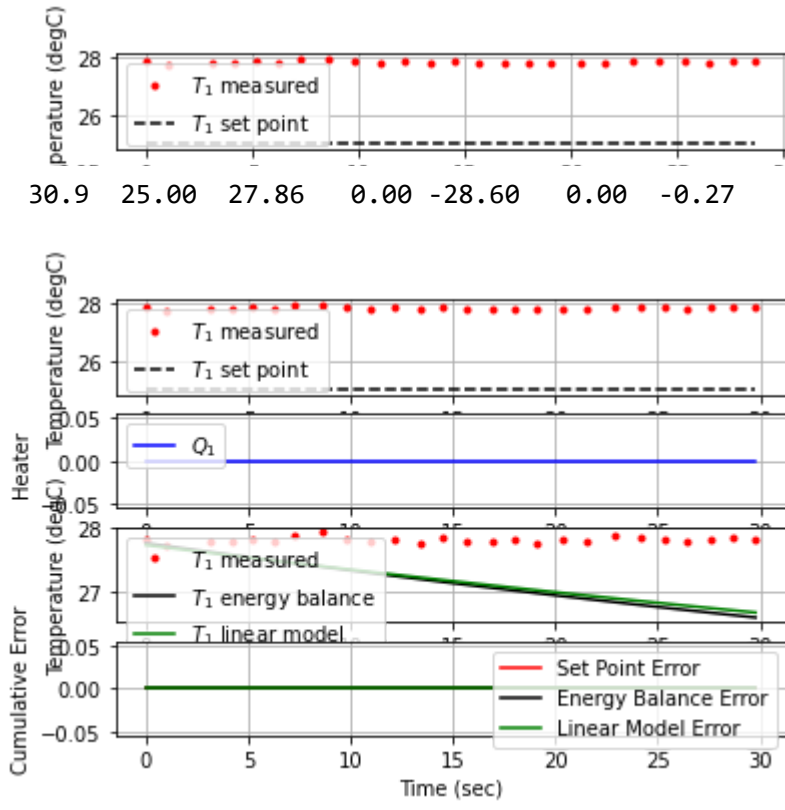 perature (degC)
28
26
T₁ measured
T₁ set point
30.9 25.00 27.86 0.00 -28.60 0.00 -0.27
Temperature (degC)
28
26
T₁ measured
T₁ set point
Heater
0.05
0.00
0.05
Q₁
0 5 10 15 20 25 30
Temperature (degC)
28
27
T₁ measured
T₁ energy balance
T₁ linear model
Cumulative Error
0.05
0.00
−0.05
Set Point Error
Energy Balance Error
Linear Model Error
0 5 10 15 20 25 30
Time (sec)